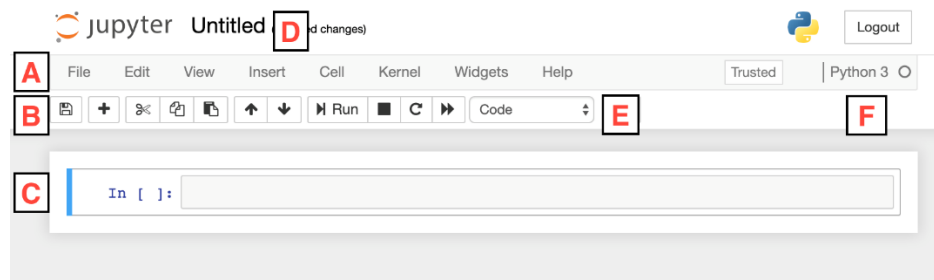 jupyter Untitled D d changes) Logout
A File Edit View Insert Cell Kernel Widgets Help Trusted Python 3
B Run Code E F
C In [ ]: